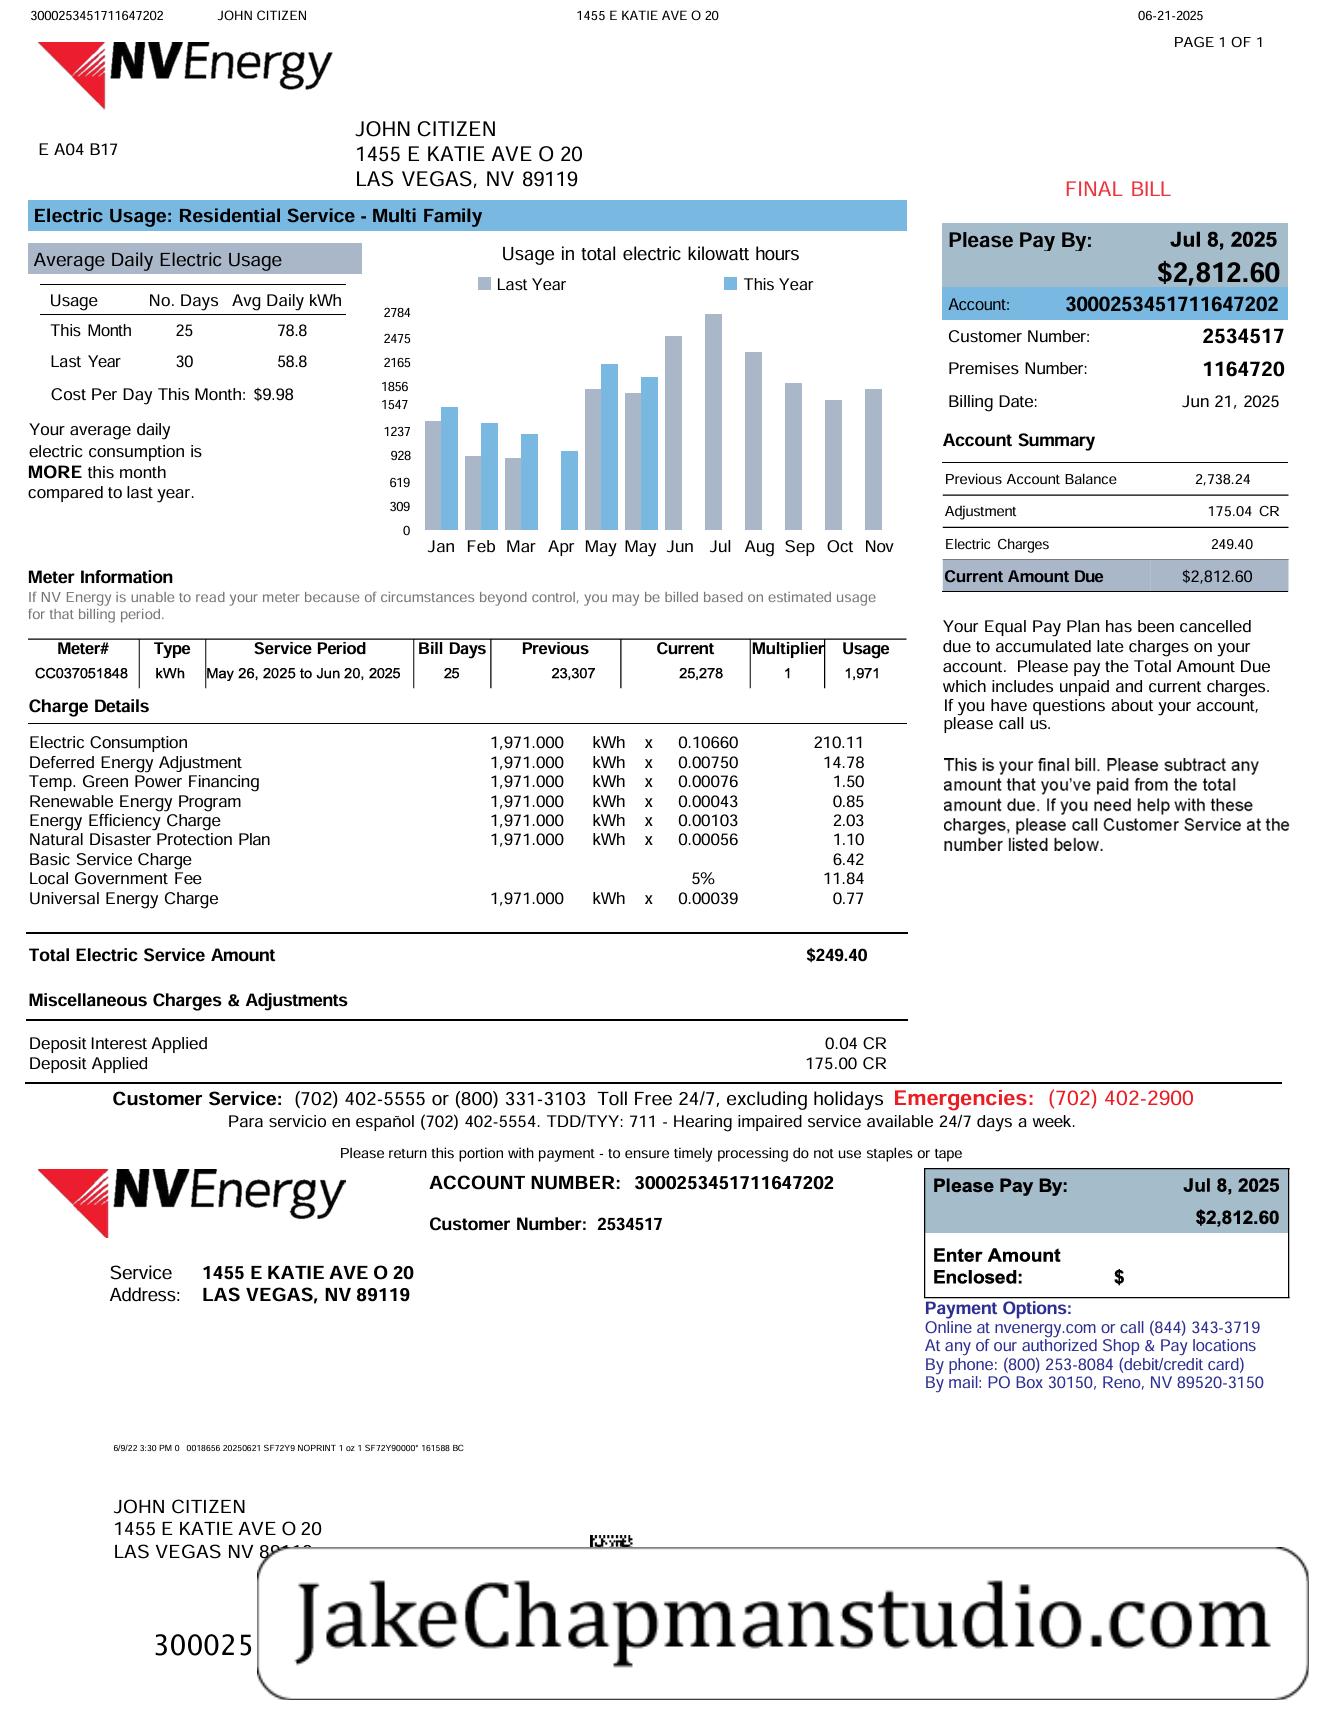 3000253451711647202 JOHN CITIZEN 1455 E KATIE AVE O 20 06-21-2025
PAGE 1 OF 1
NVEnergy
E A04 B17
JOHN CITIZEN
1455 E KATIE AVE O 20
LAS VEGAS, NV 89119
FINAL BILL
Electric Usage: Residential Service - Multi Family
Average Daily Electric Usage
Usage No. Days Avg Daily kWh
This Month 25 78.8
Last Year 30 58.8
Cost Per Day This Month: $9.98
Your average daily
electric consumption is
MORE this month
compared to last year.
Usage in total electric kilowatt hours
Last Year This Year
2784
2475
2165
1856
1547
1237
928
619
309
0
Jan Feb Mar Apr May May Jun Jul Aug Sep Oct Nov
Please Pay By: Jul 8, 2025
$2,812.60
Account: 3000253451711647202
Customer Number: 2534517
Premises Number: 1164720
Billing Date: Jun 21, 2025
Account Summary
Previous Account Balance 2,738.24
Adjustment 175.04 CR
Electric Charges 249.40
Current Amount Due $2,812.60
Your Equal Pay Plan has been cancelled
due to accumulated late charges on your
account. Please pay the Total Amount Due
which includes unpaid and current charges.
If you have questions about your account,
please call us.
This is your final bill. Please subtract any
amount that you've paid from the total
amount due. If you need help with these
charges, please call Customer Service at the
number listed below.
Meter Information
If NV Energy is unable to read your meter because of circumstances beyond control, you may be billed based on estimated usage
for that billing period.
Meter# Type Service Period Bill Days Previous Current Multiplier Usage
CC037051848 kWh May 26, 2025 to Jun 20, 2025 25 23,307 25,278 1 1,971
Charge Details
Electric Consumption 1,971.000 kWh x 0.10660 210.11
Deferred Energy Adjustment 1,971.000 kWh x 0.00750 14.78
Temp. Green Power Financing 1,971.000 kWh x 0.00076 1.50
Renewable Energy Program 1,971.000 kWh x 0.00043 0.85
Energy Efficiency Charge 1,971.000 kWh x 0.00103 2.03
Natural Disaster Protection Plan 1,971.000 kWh x 0.00056 1.10
Basic Service Charge 6.42
Local Government Fee 5% 11.84
Universal Energy Charge 1,971.000 kWh x 0.00039 0.77
Total Electric Service Amount $249.40
Miscellaneous Charges & Adjustments
Deposit Interest Applied 0.04 CR
Deposit Applied 175.00 CR
Customer Service: (702) 402-5555 or (800) 331-3103 Toll Free 24/7, excluding holidays Emergencies: (702) 402-2900
Para servicio en español (702) 402-5554. TDD/TYY: 711 - Hearing impaired service available 24/7 days a week.
Please return this portion with payment - to ensure timely processing do not use staples or tape
NVEnergy
ACCOUNT NUMBER: 3000253451711647202
Customer Number: 2534517
Service Address: 1455 E KATIE AVE O 20
LAS VEGAS, NV 89119
Please Pay By: Jul 8, 2025
$2,812.60
Enter Amount
Enclosed: $
Payment Options:
Online at nvenergy.com or call (844) 343-3719
At any of our authorized Shop & Pay locations
By phone: (800) 253-8084 (debit/credit card)
By mail: PO Box 30150, Reno, NV 89520-3150
6/9/22 3:30 PM 0 0018656 20250621 SF72Y9 NOPRINT 1 oz 1 SF72Y90000" 161588 BC
JOHN CITIZEN
1455 E KATIE AVE O 20
LAS VEGAS NV
300025
JakeChapmanstudio.com